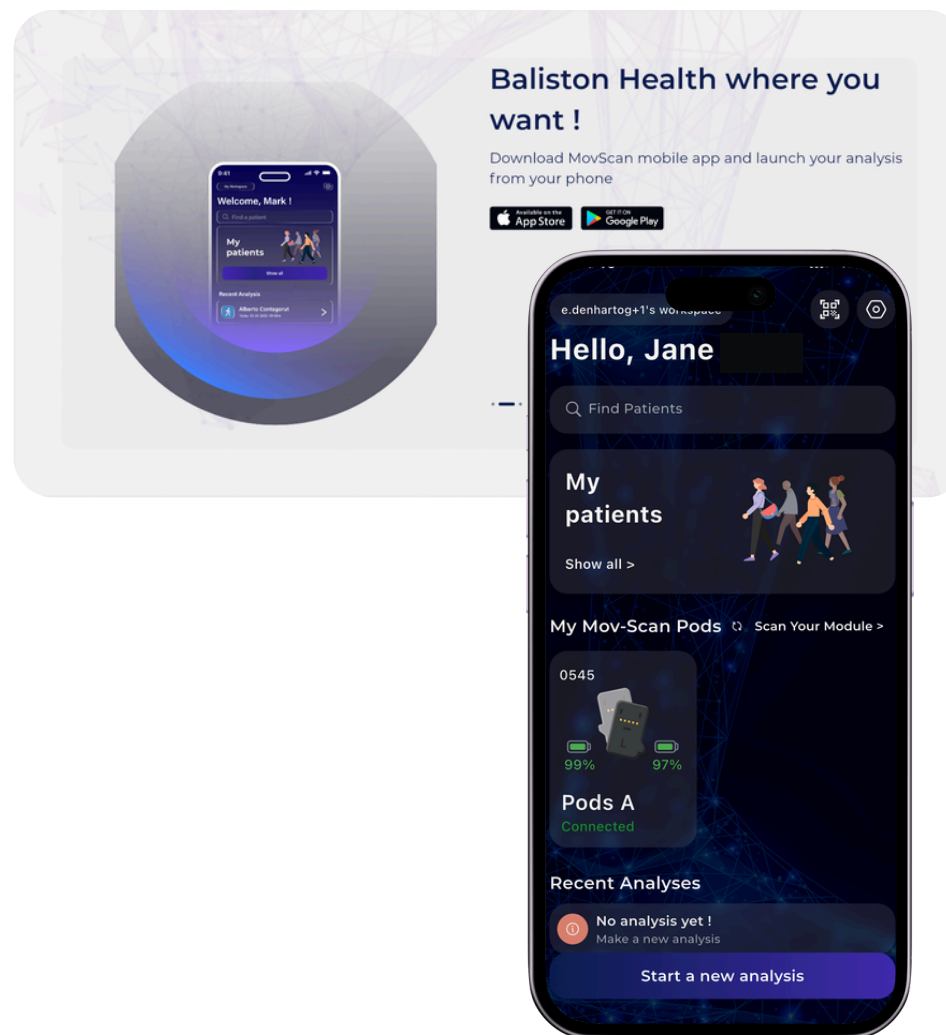 Baliston Health where you
want !
Download MovScan mobile app and launch your analysis
from your phone
Available on the
App Store
GET IT ON
Google Play
9:41
My Workspace
Welcome, Mark !
Find a patient
My
patients
Show all
Recent Analysis
Alberto Contagorut
e.denhartog+1's workspace
Hello, Jane
Find Patients
My
patients
Show all >
My Mov-Scan Pods
Scan Your Module >
0545
L
99%
97%
Pods A
Connected
Recent Analyses
No analysis yet !
Make a new analysis
Start a new analysis